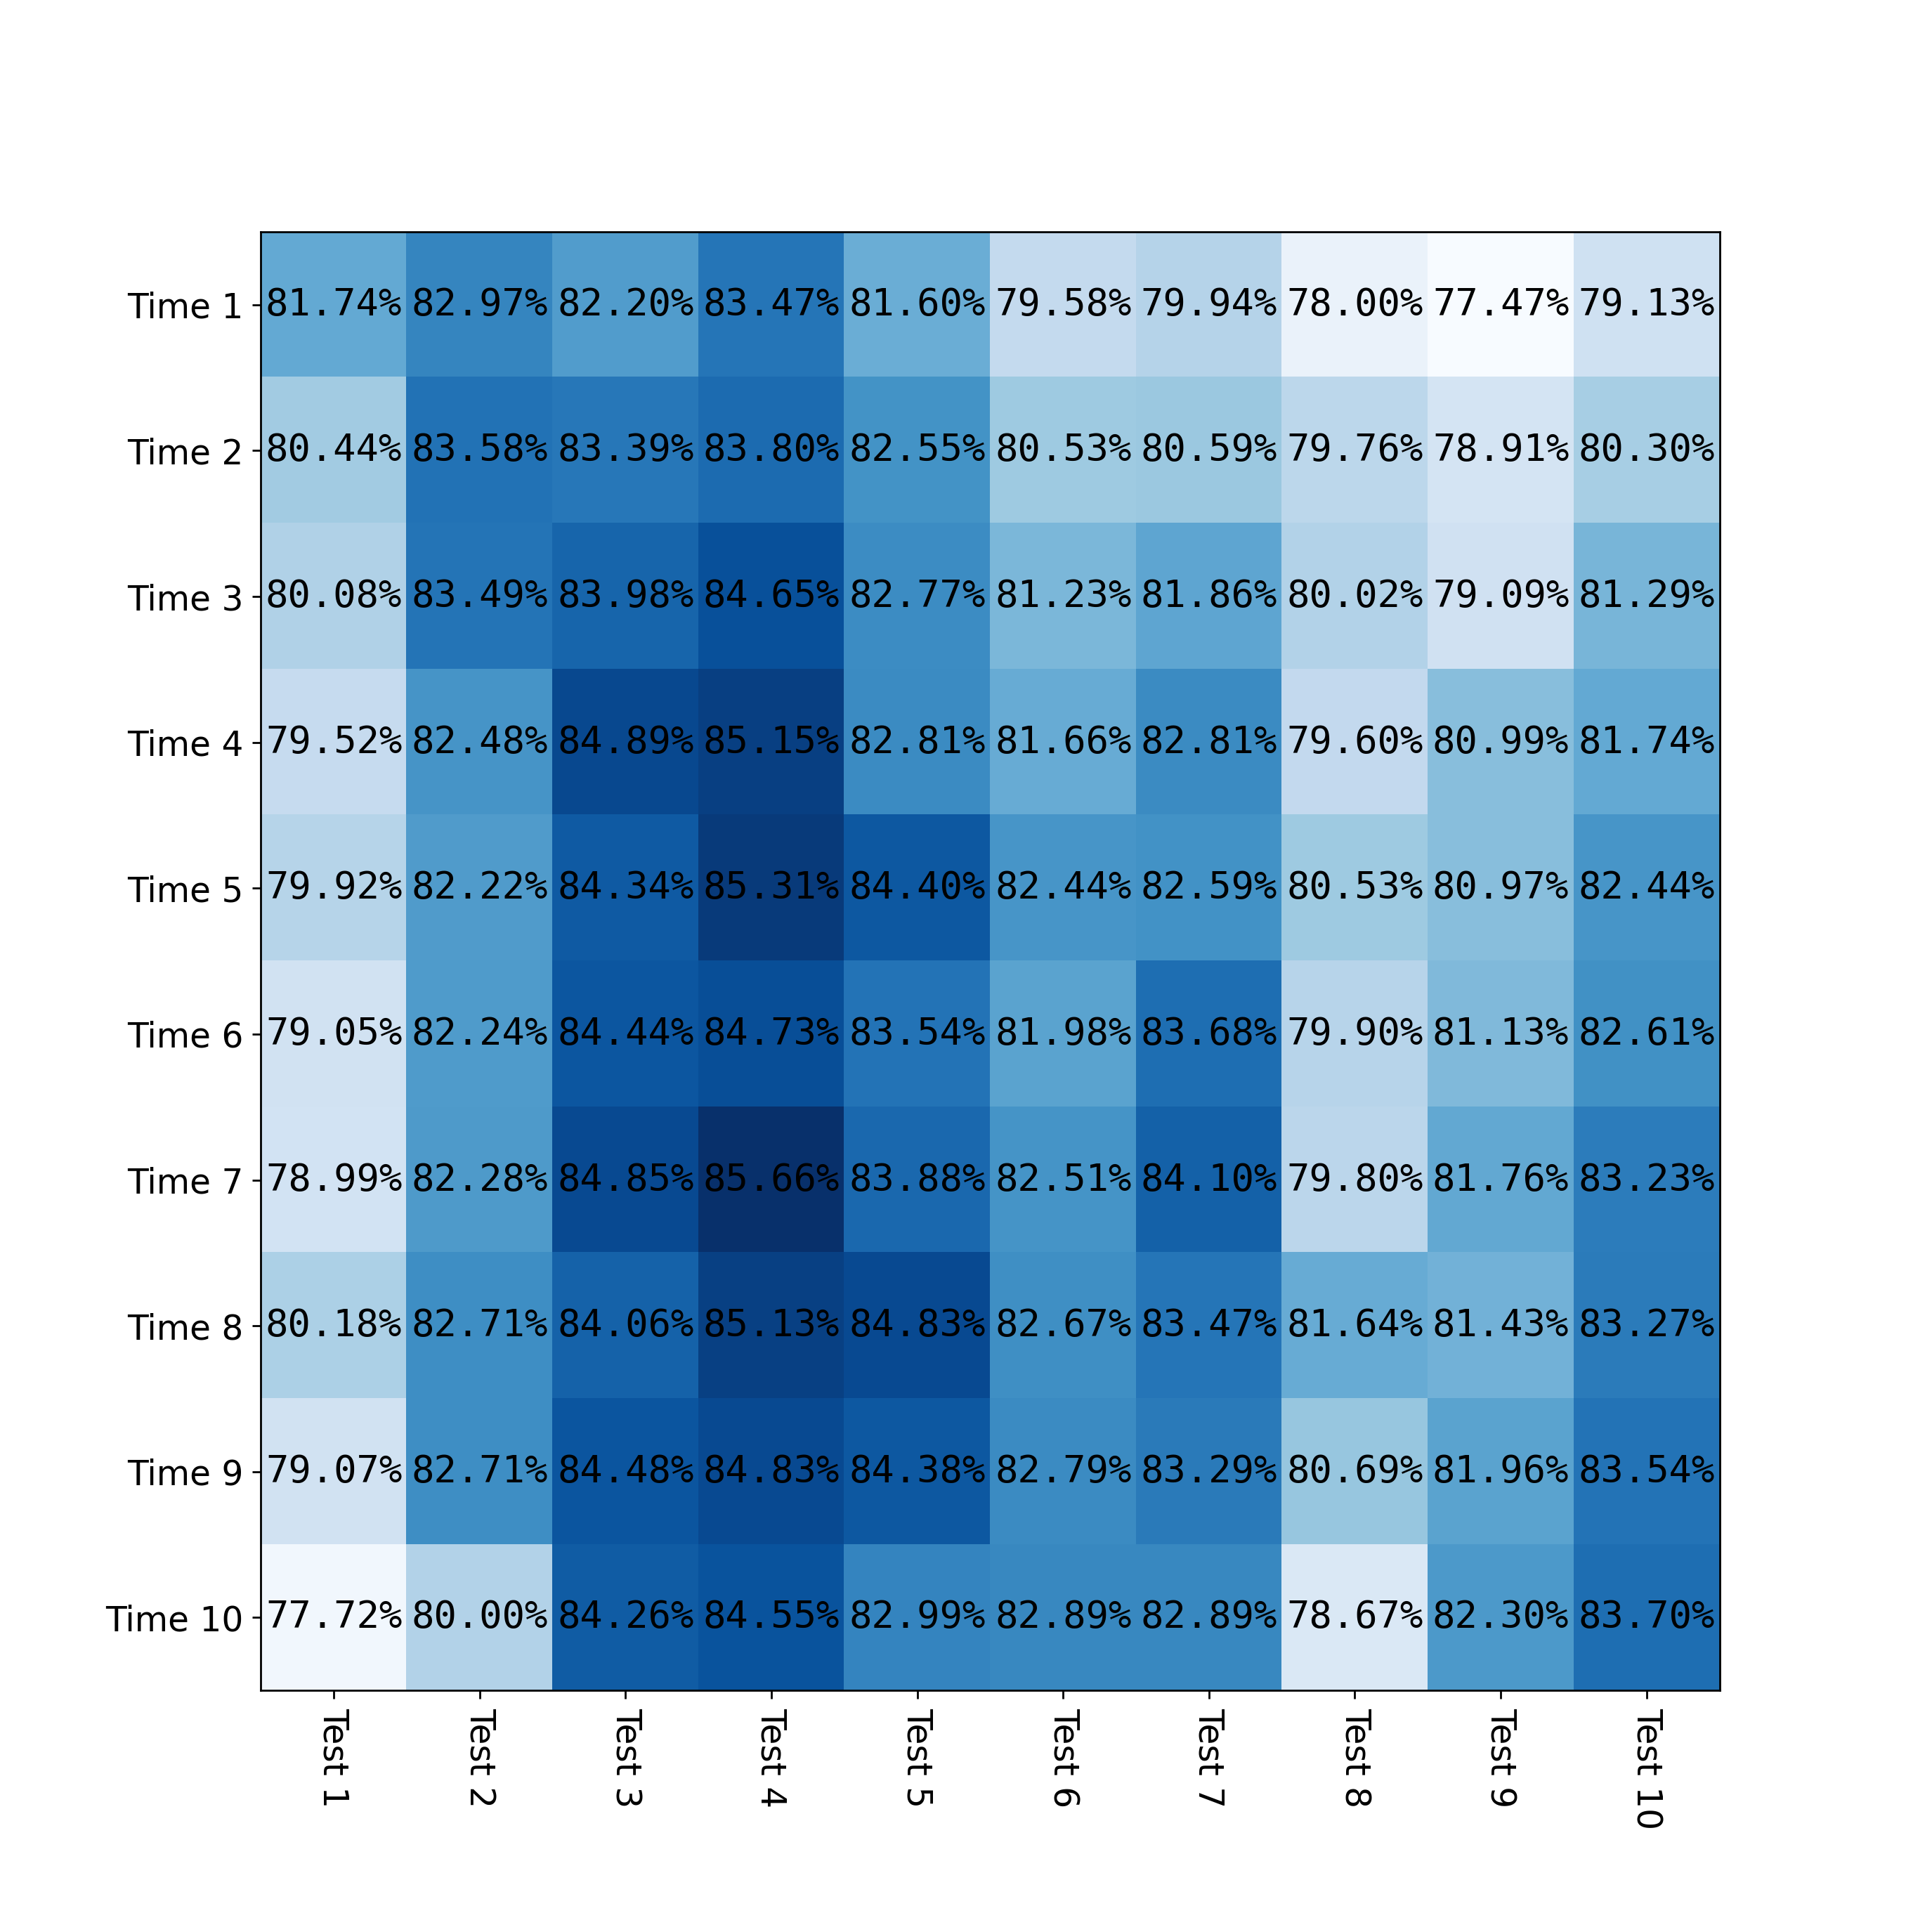 Time 1 81.74% 82.97% 82.20% 83.47% 81.60% 79.58% 79.94% 78.00% 77.47% 79.13%
Time 2 80.44% 83.58% 83.39% 83.80% 82.55% 80.53% 80.59% 79.76% 78.91% 80.30%
Time 3 80.08% 83.49% 83.98% 84.65% 82.77% 81.23% 81.86% 80.02% 79.09% 81.29%
Time 4 79.52% 82.48% 84.89% 85.15% 82.81% 81.66% 82.81% 79.60% 80.99% 81.74%
Time 5 79.92% 82.22% 84.34% 85.31% 84.40% 82.44% 82.59% 80.53% 80.97% 82.44%
Time 6 79.05% 82.24% 84.44% 84.73% 83.54% 81.98% 83.68% 79.90% 81.13% 82.61%
Time 7 78.99% 82.28% 84.85% 85.66% 83.88% 82.51% 84.10% 79.80% 81.76% 83.23%
Time 8 80.18% 82.71% 84.06% 85.13% 84.83% 82.67% 83.47% 81.64% 81.43% 83.27%
Time 9 79.07% 82.71% 84.48% 84.83% 84.38% 82.79% 83.29% 80.69% 81.96% 83.54%
Time 10 77.72% 80.00% 84.26% 84.55% 82.99% 82.89% 82.89% 78.67% 82.30% 83.70%
Test 1 Test 2 Test 3 Test 4 Test 5 Test 6 Test 7 Test 8 Test 9 Test 10